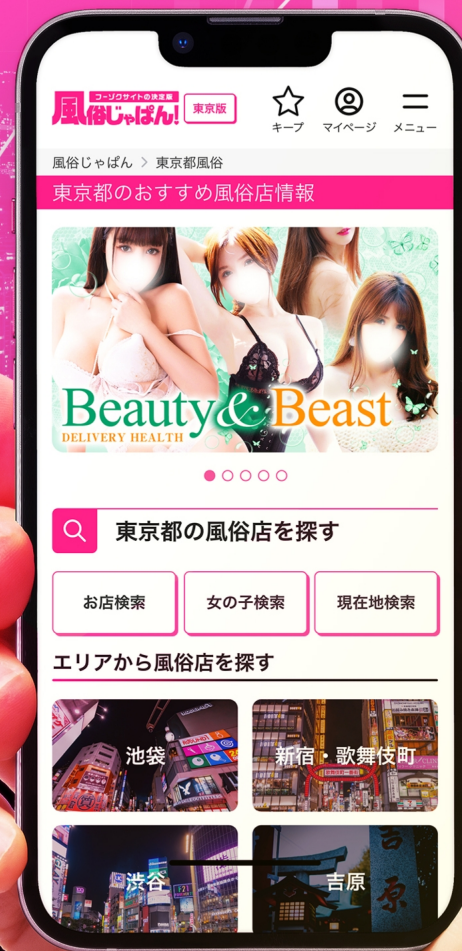 フーゾクサイトの決定版
風俗じゃぱん!
東京版
キープ
マイページ
メニュー
風俗じゃぱん > 東京都風俗
東京都のおすすめ風俗店情報
Beauty & Beast
DELIVERY HEALTH
東京都の風俗店を探す
お店検索
女の子検索
現在地検索
エリアから風俗店を探す
池袋
新宿・歌舞伎町
渋谷
吉原
吉原